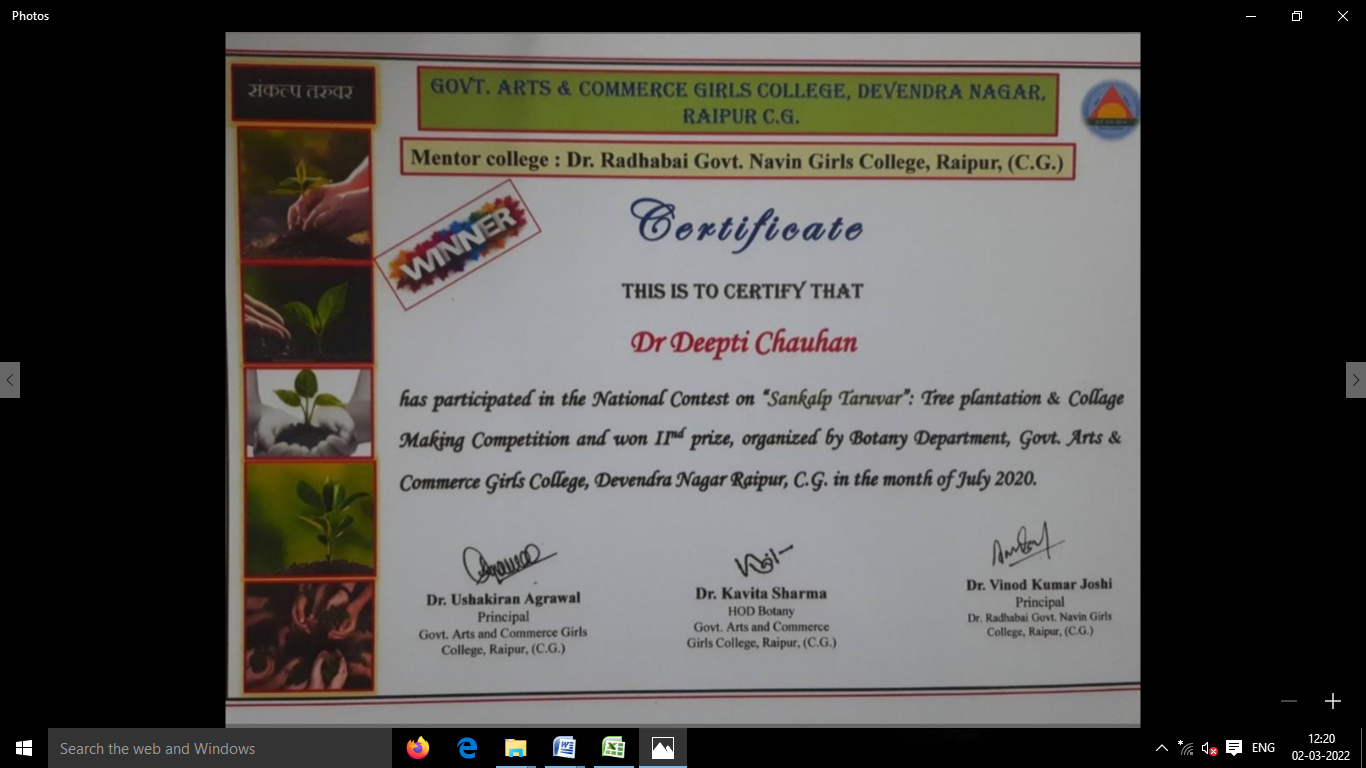 Photos
संकल्प तरुवर
GOVT. ARTS & COMMERCE GIRLS COLLEGE, DEVENDRA NAGAR,
RAIPUR C.G.
Mentor college : Dr. Radhabai Govt. Navin Girls College, Raipur, (C.G.)
WINNER
Certificate
THIS IS TO CERTIFY THAT
Dr Deepti Chauhan
has participated in the National Contest on “Sankalp Taruvar”: Tree plantation & Collage
Making Competition and won IInd prize, organized by Botany Department, Govt. Arts &
Commerce Girls College, Devendra Nagar Raipur, C.G. in the month of July 2020.
Dr. Ushakiran Agrawal
Principal
Govt. Arts and Commerce Girls
College, Raipur, (C.G.)
Dr. Kavita Sharma
HOD Botany
Govt. Arts and Commerce
Girls College, Raipur, (C.G.)
Dr. Vinod Kumar Joshi
Principal
Dr. Radhabai Govt. Navin Girls
College, Raipur, (C.G.)
Search the web and Windows
ENG
12:20
02-03-2022